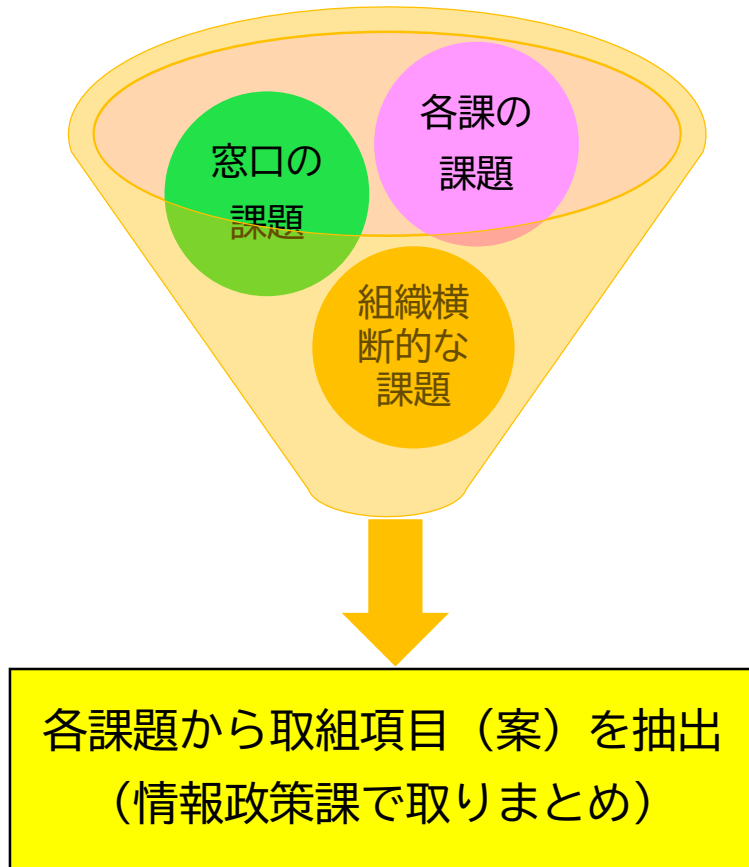 窓口の
課題
各課の
課題
組織横
断的な
課題
各課題から取組項目（案）を抽出
（情報政策課で取りまとめ）